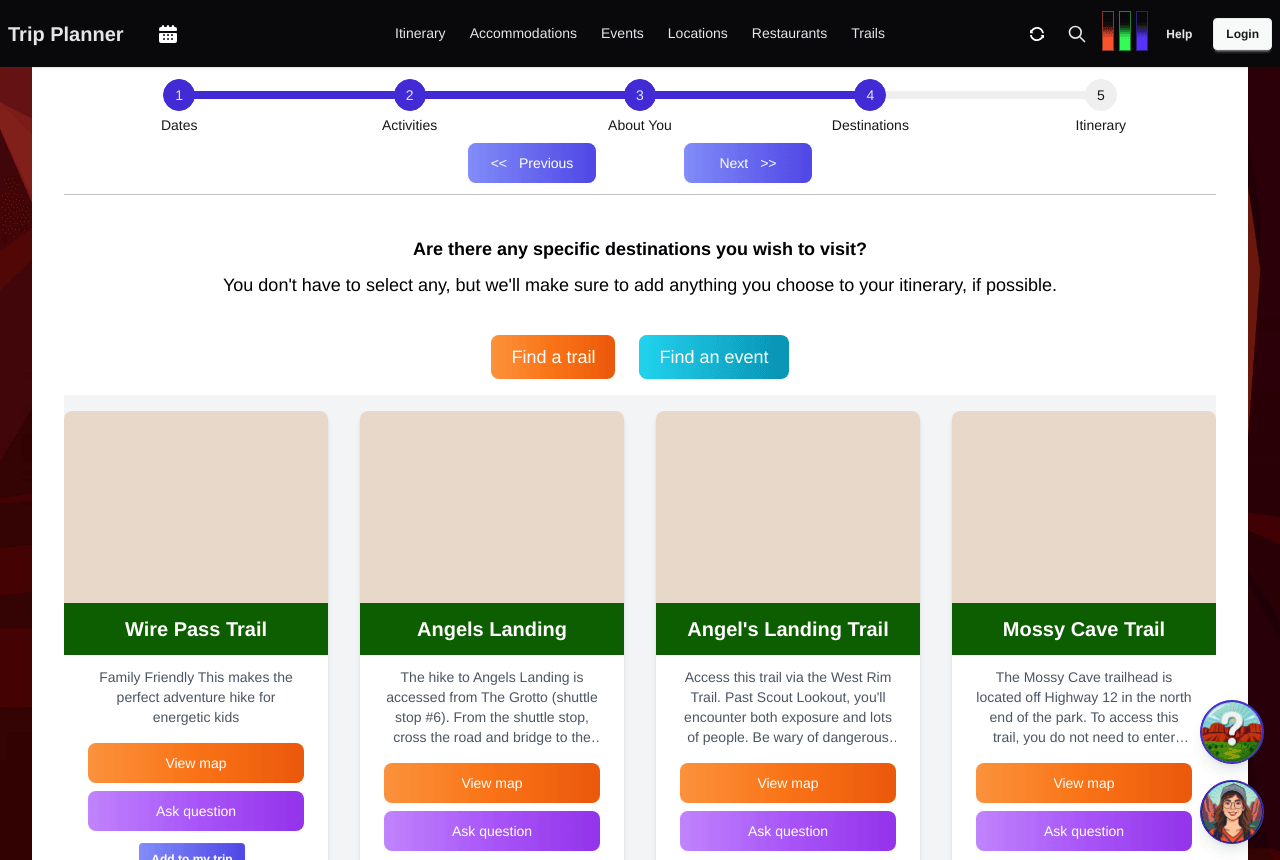 Trip Planner
Itinerary Accommodations Events Locations Restaurants Trails
Help
Login
1 2 3 4 5
Dates Activities About You Destinations Itinerary
<< Previous Next >>
Are there any specific destinations you wish to visit?
You don't have to select any, but we'll make sure to add anything you choose to your itinerary, if possible.
Find a trail Find an event
Wire Pass Trail
Family Friendly This makes the
perfect adventure hike for
energetic kids
View map
Ask question
Add to my trip
Angels Landing
The hike to Angels Landing is
accessed from The Grotto (shuttle
stop #6). From the shuttle stop,
cross the road and bridge to the..
View map
Ask question
Angel's Landing Trail
Access this trail via the West Rim
Trail. Past Scout Lookout, you'll
encounter both exposure and lots
of people. Be wary of dangerous..
View map
Ask question
Mossy Cave Trail
The Mossy Cave trailhead is
located off Highway 12 in the north
end of the park. To access this
trail, you do not need to enter…
View map
Ask question
?